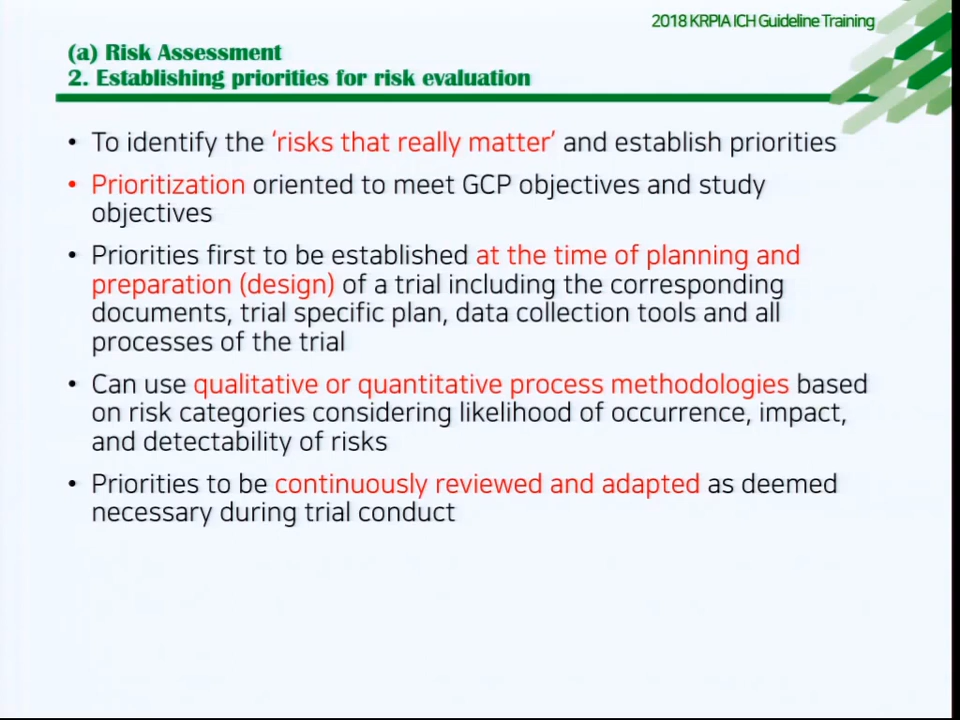 2018 KRPIA ICH Guideline Training
(a) Risk Assessment
2. Establishing priorities for risk evaluation
• To identify the ‘risks that really matter’ and establish priorities
• Prioritization oriented to meet GCP objectives and study
objectives
• Priorities first to be established at the time of planning and
preparation (design) of a trial including the corresponding
documents, trial specific plan, data collection tools and all
processes of the trial
• Can use qualitative or quantitative process methodologies based
on risk categories considering likelihood of occurrence, impact,
and detectability of risks
• Priorities to be continuously reviewed and adapted as deemed
necessary during trial conduct